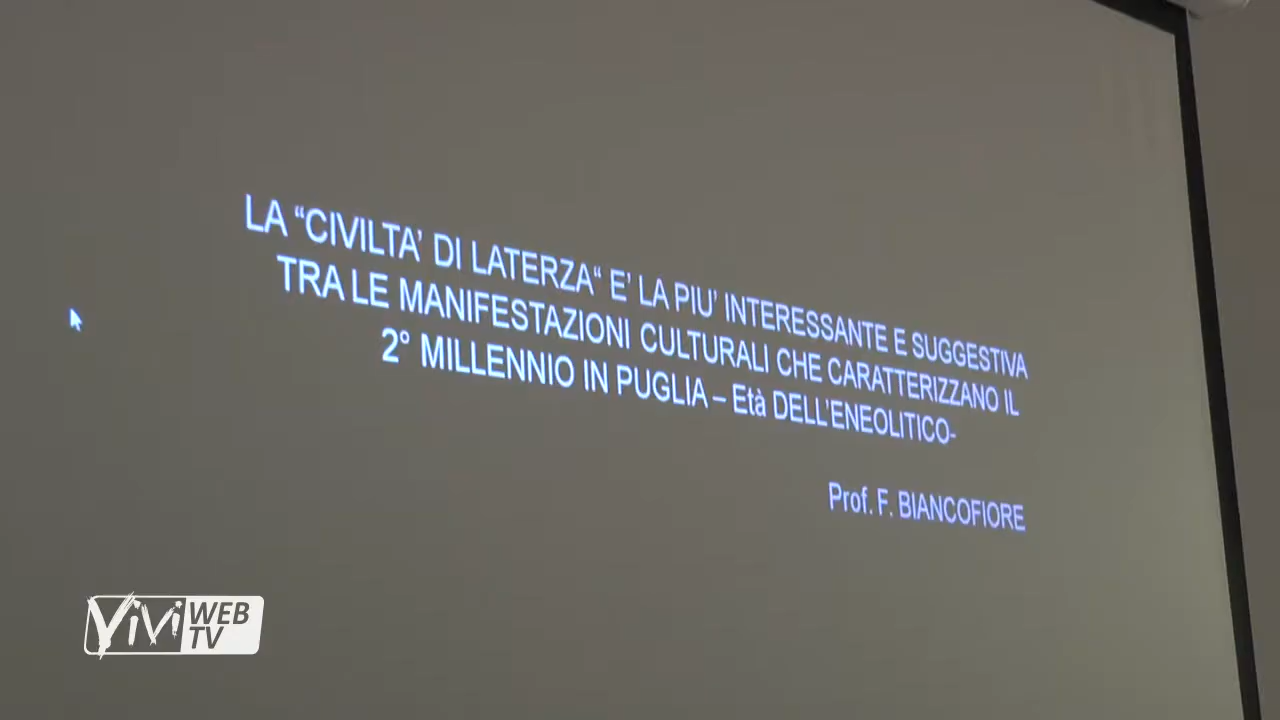 LA “CIVILTA’ DI LATERZA“ E’ LA PIU’ INTERESSANTE E SUGGESTIVA
TRA LE MANIFESTAZIONI CULTURALI CHE CARATTERIZZANO IL
2° MILLENNIO IN PUGLIA – Età DELL’ENEOLITICO-
Prof. F. BIANCOFIORE
ViVi WEB
TV